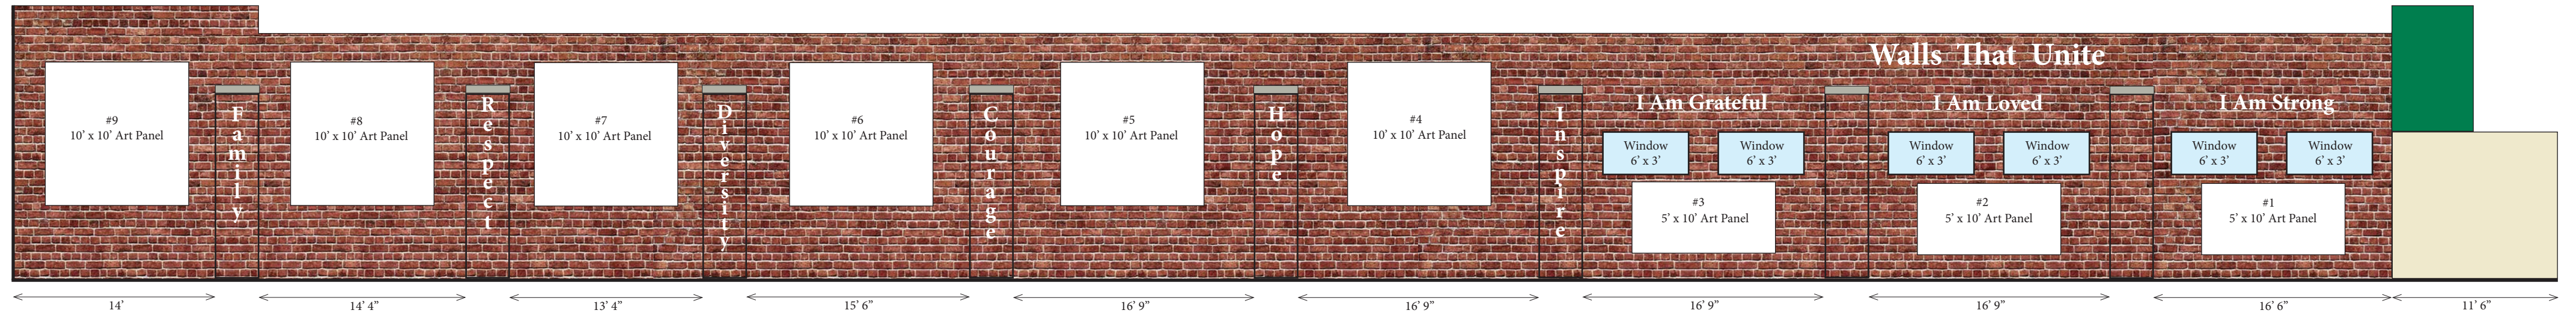 Walls That Unite
#9
10’ x 10’ Art Panel
Family
#8
10’ x 10’ Art Panel
Respect
#7
10’ x 10’ Art Panel
Diversity
#6
10’ x 10’ Art Panel
Courage
#5
10’ x 10’ Art Panel
Hope
#4
10’ x 10’ Art Panel
Inspire
I Am Grateful
Window
6’ x 3’
Window
6’ x 3’
#3
5’ x 10’ Art Panel
I Am Loved
Window
6’ x 3’
Window
6’ x 3’
#2
5’ x 10’ Art Panel
I Am Strong
Window
6’ x 3’
Window
6’ x 3’
#1
5’ x 10’ Art Panel
14’
14’ 4”
13’ 4”
15’ 6”
16’ 9”
16’ 9”
16’ 9”
16’ 9”
16’ 6”
11’ 6”